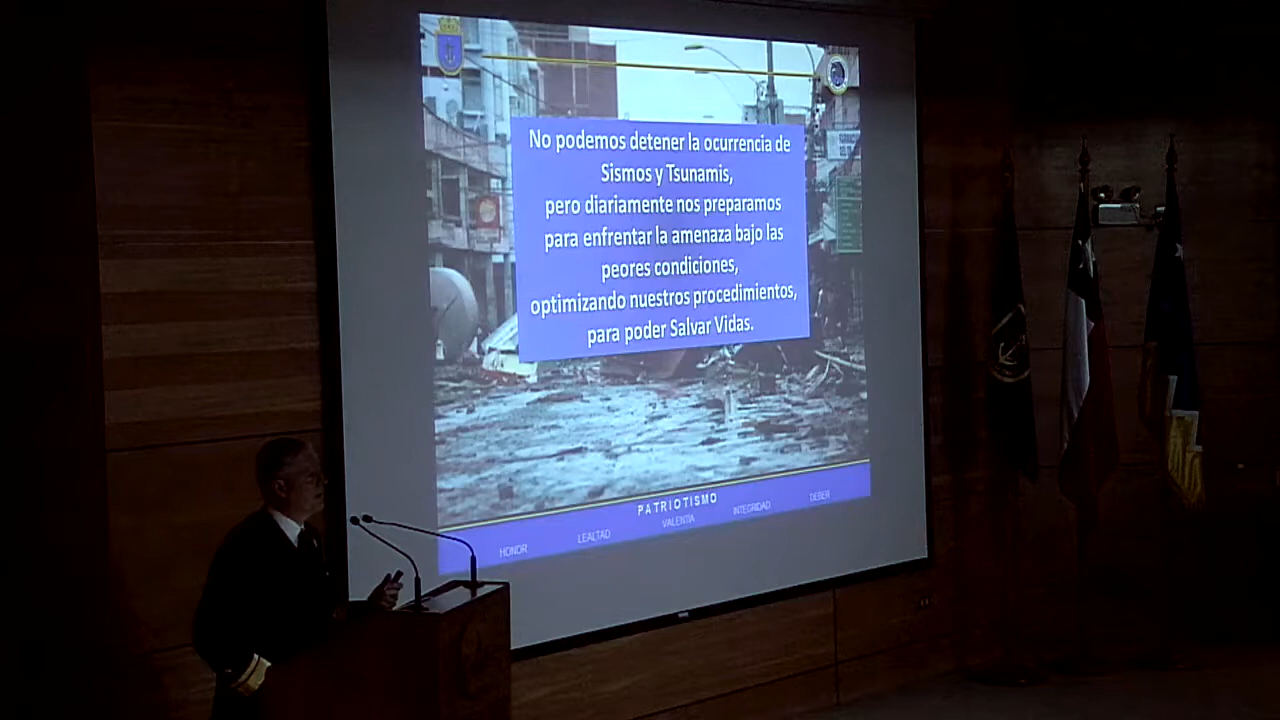 No podemos detener la ocurrencia de
Sismos y Tsunamis,
pero diariamente nos preparamos
para enfrentar la amenaza bajo las
peores condiciones,
optimizando nuestros procedimientos,
para poder Salvar Vidas.
PATRIOTISMO
HONOR LEALTAD VALENTÍA INTEGRIDAD DEBER